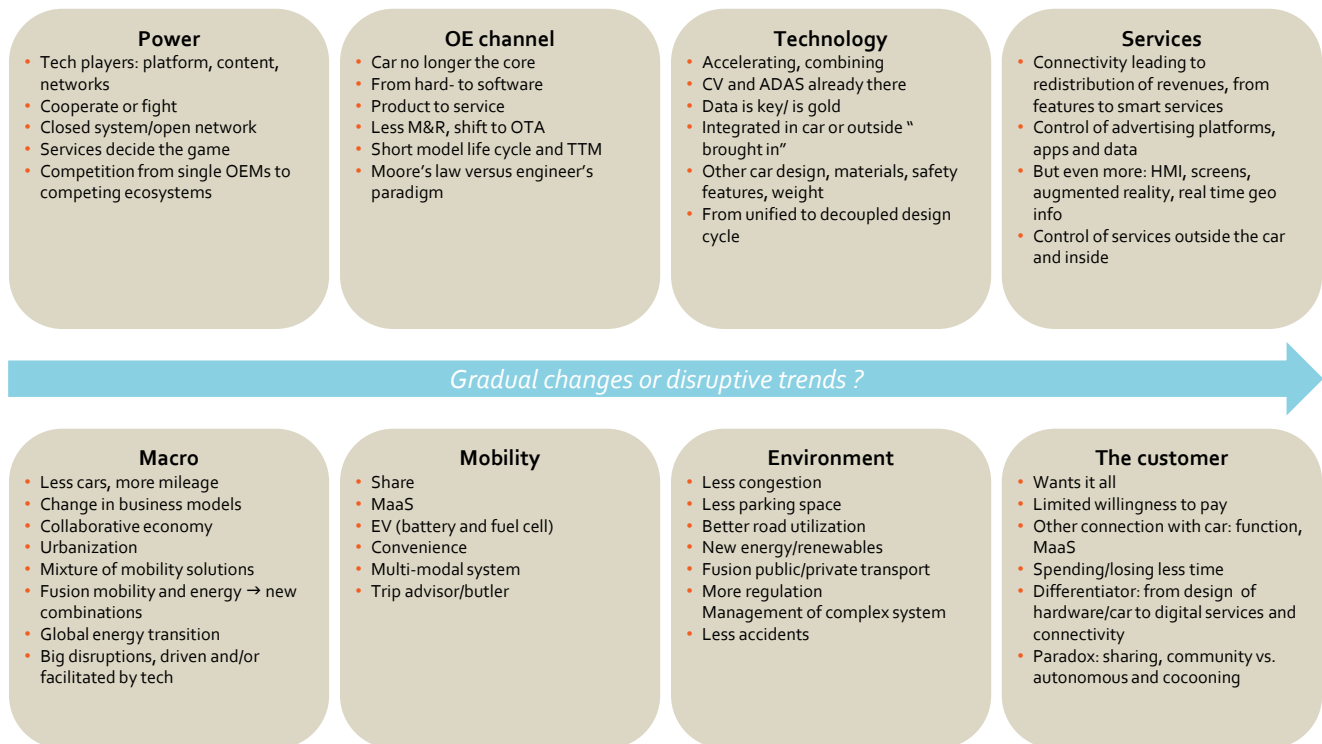 Power
• Tech players: platform, content,
networks
• Cooperate or fight
• Closed system/open network
• Services decide the game
• Competition from single OEMs to
competing ecosystems
OE channel
• Car no longer the core
• From hard- to software
• Product to service
• Less M&R, shift to OTA
• Short model life cycle and TTM
• Moore’s law versus engineer’s
paradigm
Technology
• Accelerating, combining
• CV and ADAS already there
• Data is key/ is gold
• Integrated in car or outside “
brought in”
• Other car design, materials, safety
features, weight
• From unified to decoupled design
cycle
Services
• Connectivity leading to
redistribution of revenues, from
features to smart services
• Control of advertising platforms,
apps and data
• But even more: HMI, screens,
augmented reality, real time geo
info
• Control of services outside the car
and inside
Gradual changes or disruptive trends ?
Macro
• Less cars, more mileage
• Change in business models
• Collaborative economy
• Urbanization
• Mixture of mobility solutions
• Fusion mobility and energy → new
combinations
• Global energy transition
• Big disruptions, driven and/or
facilitated by tech
Mobility
• Share
• MaaS
• EV (battery and fuel cell)
• Convenience
• Multi-modal system
• Trip advisor/butler
Environment
• Less congestion
• Less parking space
• Better road utilization
• New energy/renewables
• Fusion public/private transport
• More regulation
Management of complex system
• Less accidents
The customer
• Wants it all
• Limited willingness to pay
• Other connection with car: function,
MaaS
• Spending/losing less time
• Differentiator: from design of
hardware/car to digital services and
connectivity
• Paradox: sharing, community vs.
autonomous and cocooning